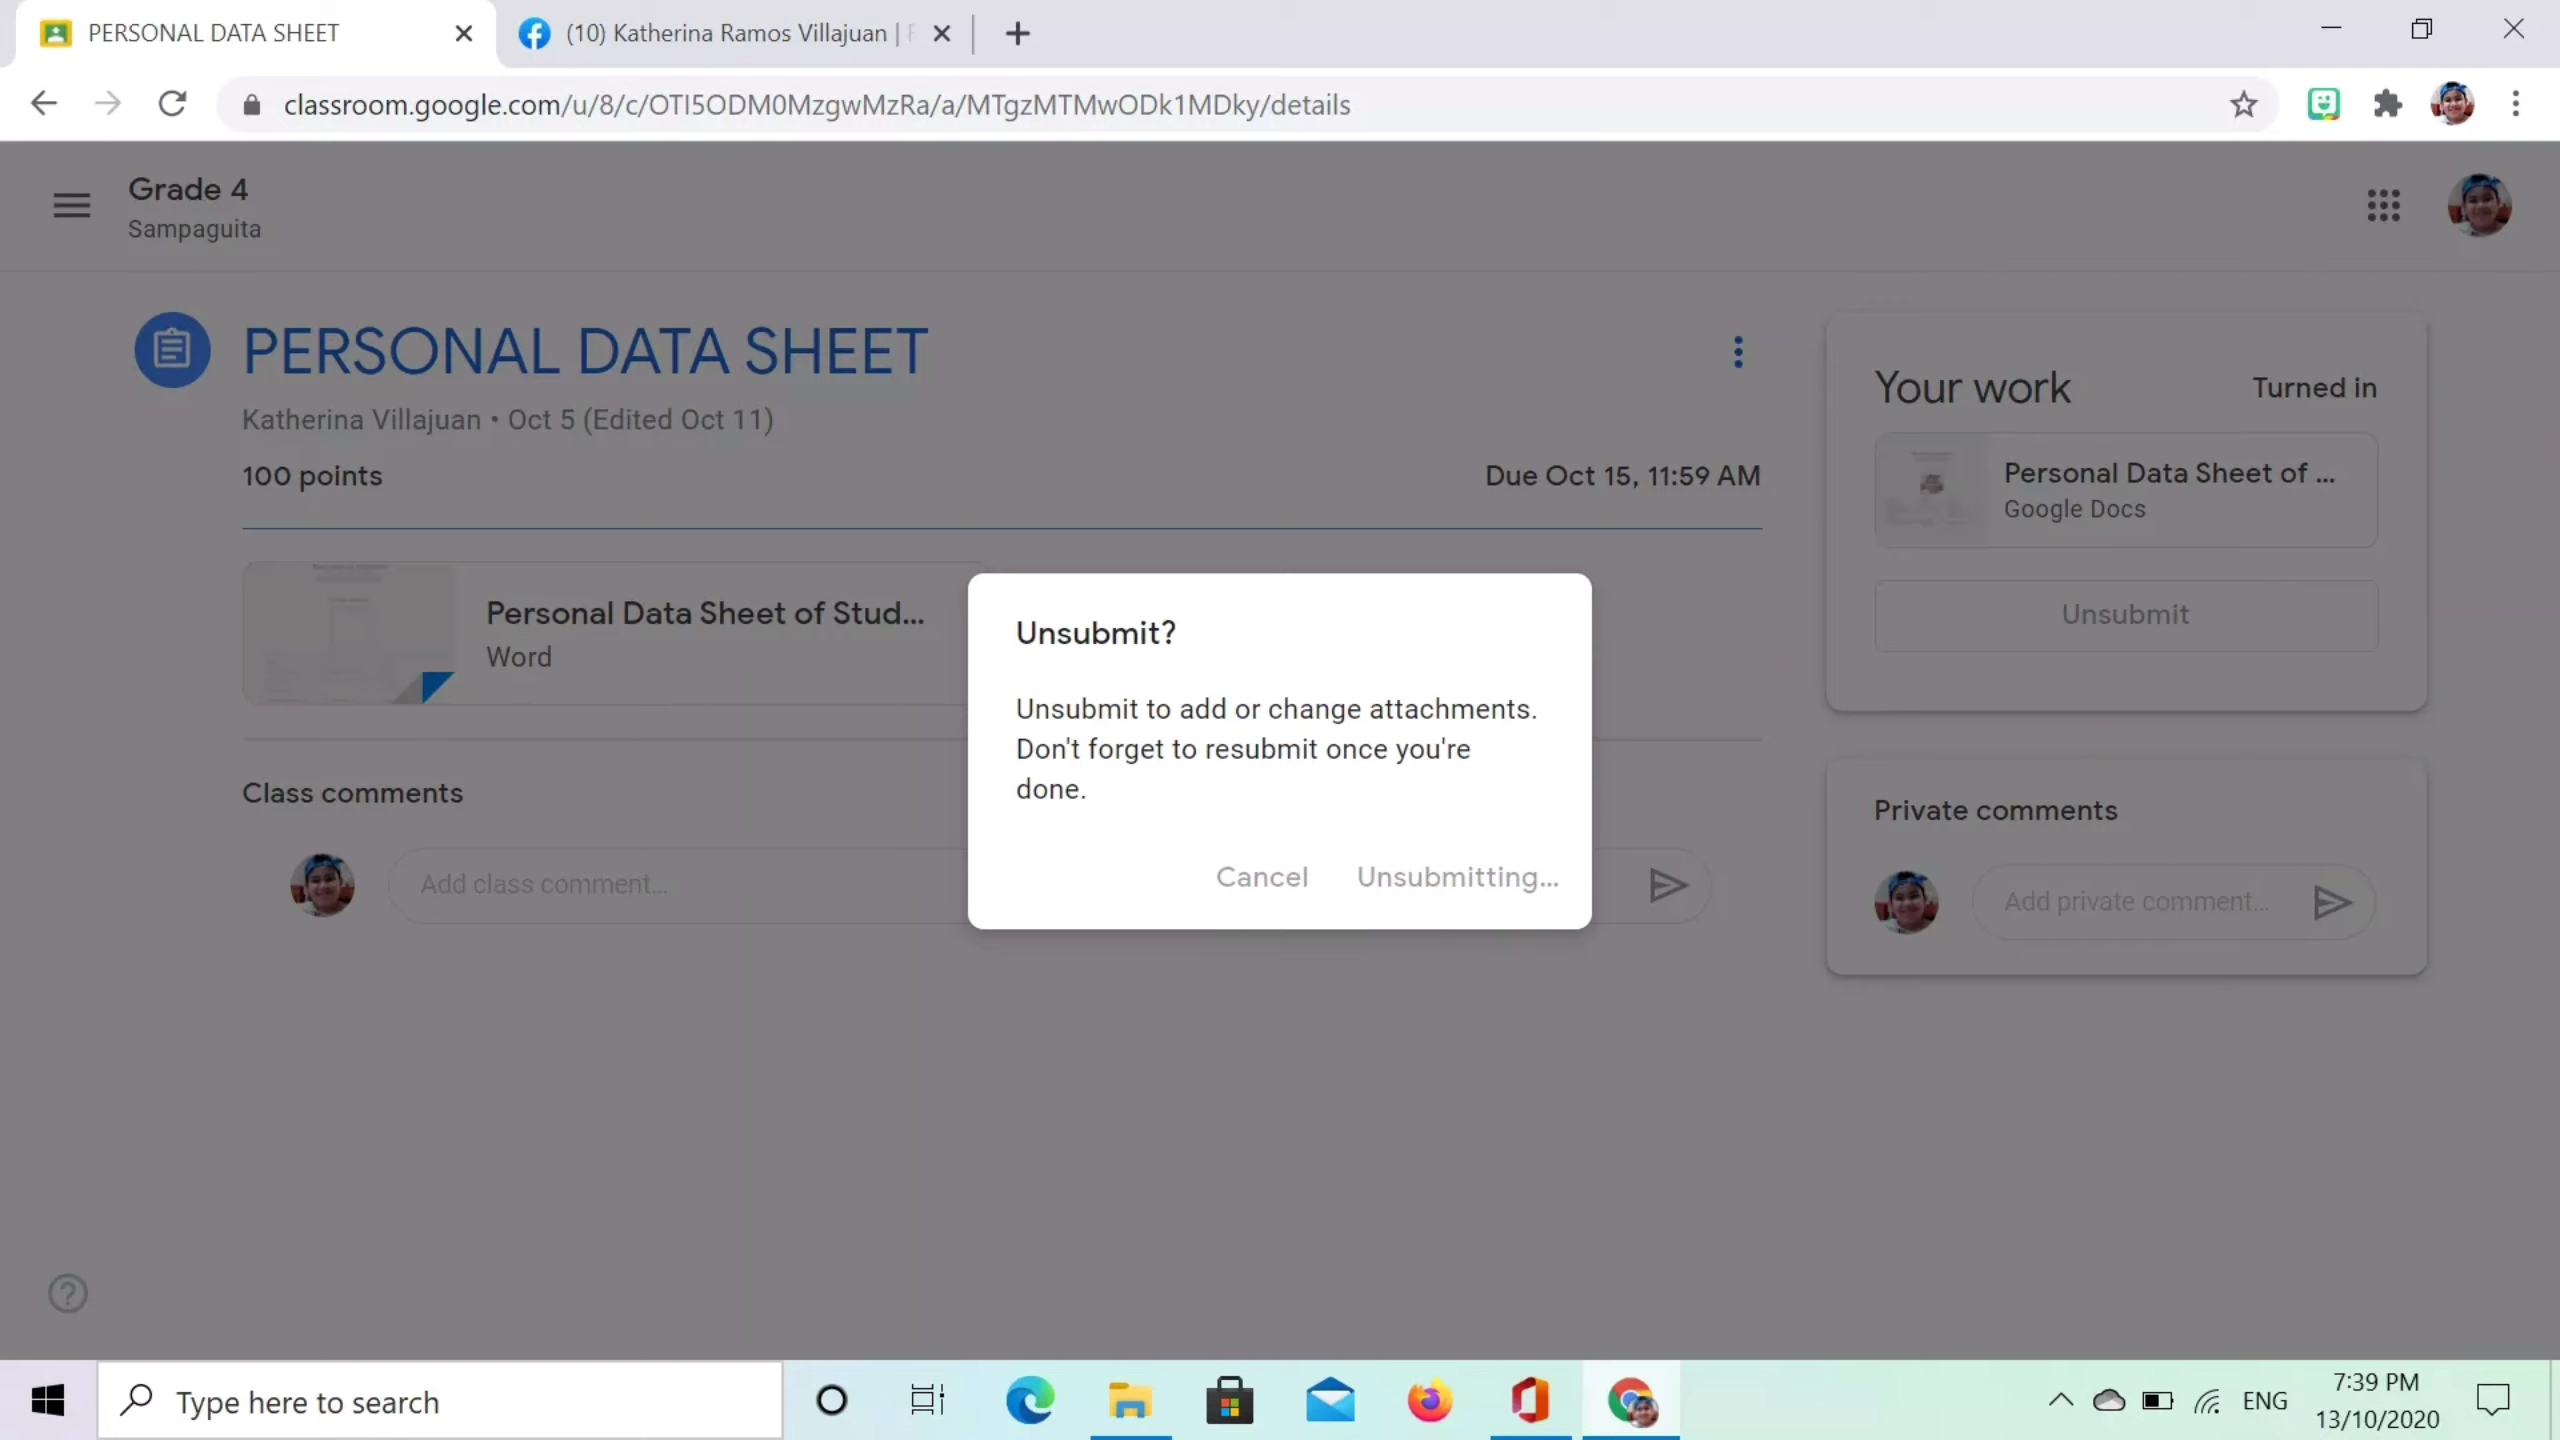 PERSONAL DATA SHEET
(10) Katherina Ramos Villajuan |
classroom.google.com/u/8/c/OTI5ODM0MzgwMzRa/a/MTgzMTMwODk1MDky/details
Grade 4
Sampaguita
PERSONAL DATA SHEET
Katherina Villajuan • Oct 5 (Edited Oct 11)
100 points
Due Oct 15, 11:59 AM
Personal Data Sheet of Stud...
Word
Class comments
Add class comment...
Your work
Turned in
Personal Data Sheet of ...
Google Docs
Unsubmit
Private comments
Add private comment...
Unsubmit?
Unsubmit to add or change attachments.
Don't forget to resubmit once you're
done.
Cancel
Unsubmitting...
Type here to search
ENG
7:39 PM
13/10/2020